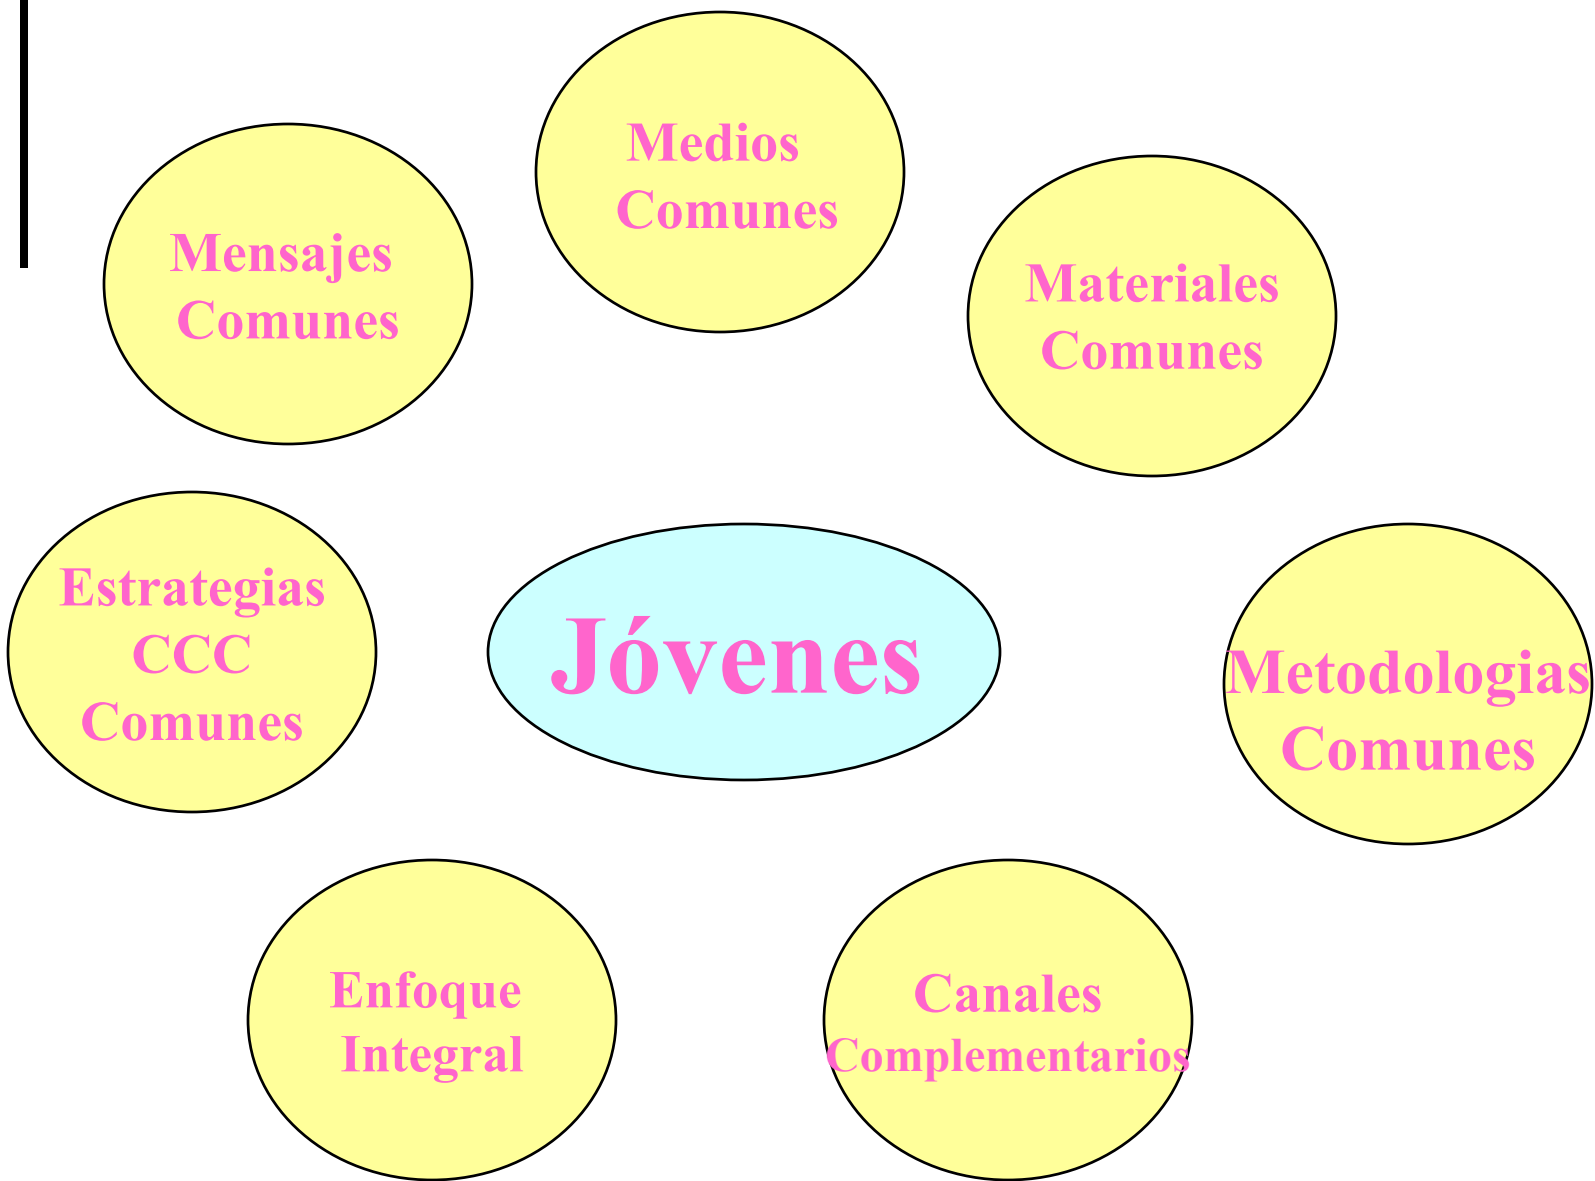 Medios
Comunes
Mensajes
Comunes
Materiales
Comunes
Estrategias
CCC
Comunes
Jóvenes
Metodologias
Comunes
Enfoque
Integral
Canales
Complementarios